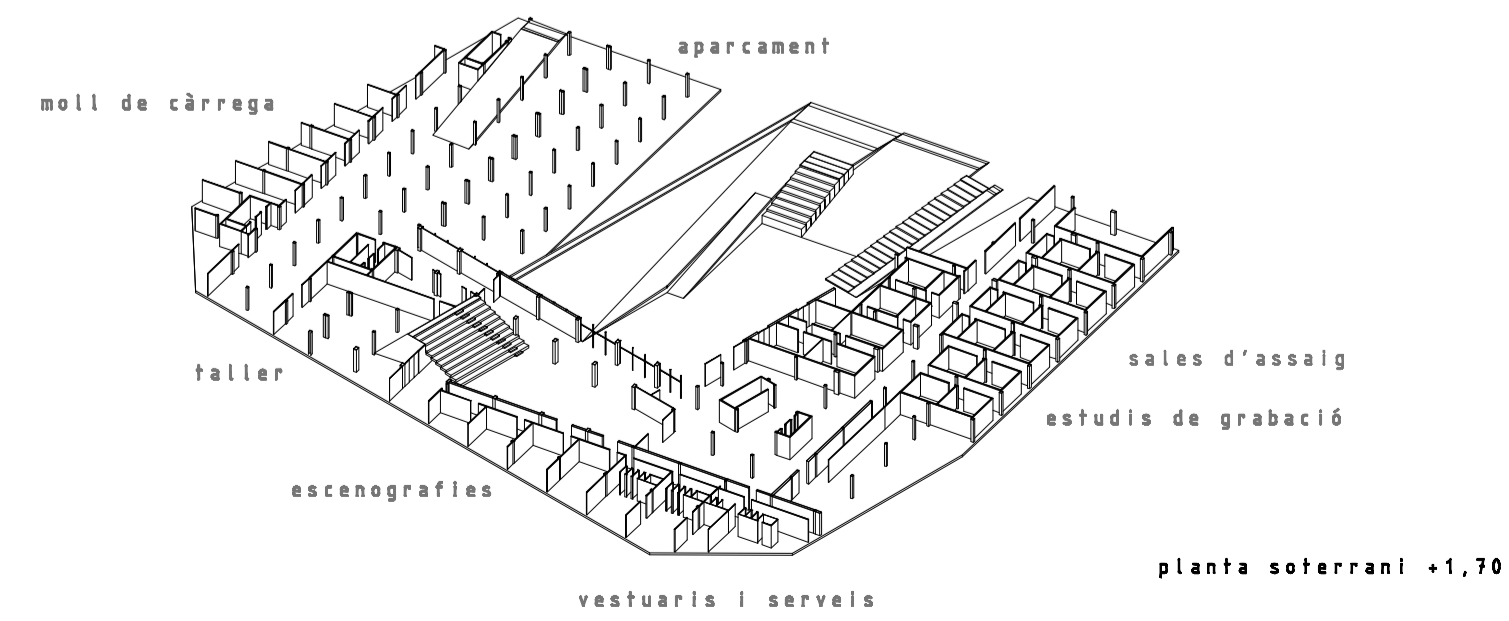 aparcament
moll de càrrega
sales d'assaig
taller
estudis de grabació
escenografies
planta soterrani +1,70
vestuaris i serveis